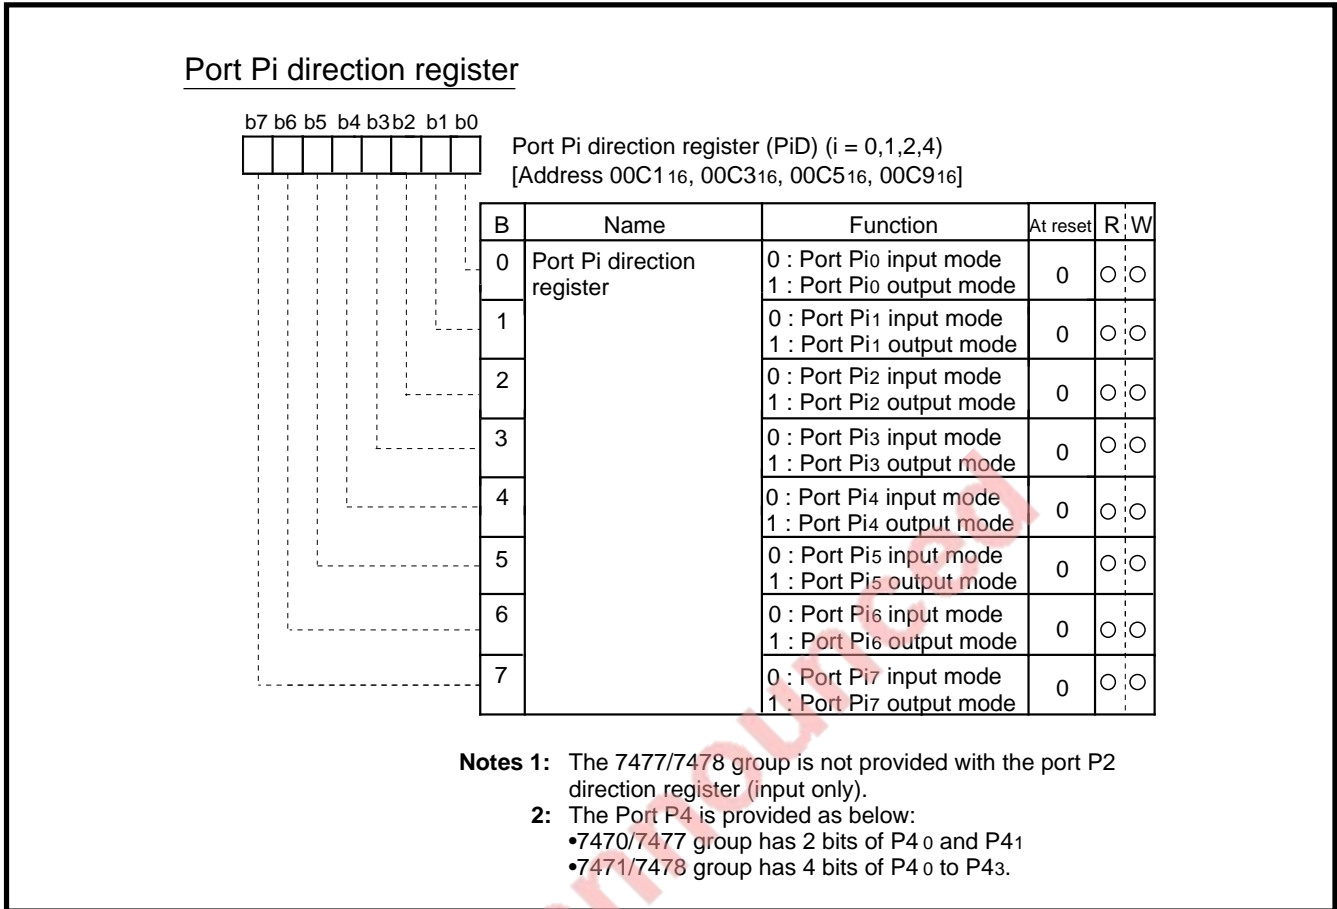 Port Pi direction register
b7 b6 b5 b4 b3 b2 b1 b0
Port Pi direction register (PiD) (i = 0,1,2,4)
[Address 00C116, 00C316, 00C516, 00C916]
B Name Function At reset R W
0 Port Pi direction register 0 : Port Pi0 input mode
1 : Port Pi0 output mode 0 ○ ○
1 0 : Port Pi1 input mode
1 : Port Pi1 output mode 0 ○ ○
2 0 : Port Pi2 input mode
1 : Port Pi2 output mode 0 ○ ○
3 0 : Port Pi3 input mode
1 : Port Pi3 output mode 0 ○ ○
4 0 : Port Pi4 input mode
1 : Port Pi4 output mode 0 ○ ○
5 0 : Port Pi5 input mode
1 : Port Pi5 output mode 0 ○ ○
6 0 : Port Pi6 input mode
1 : Port Pi6 output mode 0 ○ ○
7 0 : Port Pi7 input mode
1 : Port Pi7 output mode 0 ○ ○
Notes 1: The 7477/7478 group is not provided with the port P2
direction register (input only).
2: The Port P4 is provided as below:
•7470/7477 group has 2 bits of P40 and P41
•7471/7478 group has 4 bits of P40 to P43.